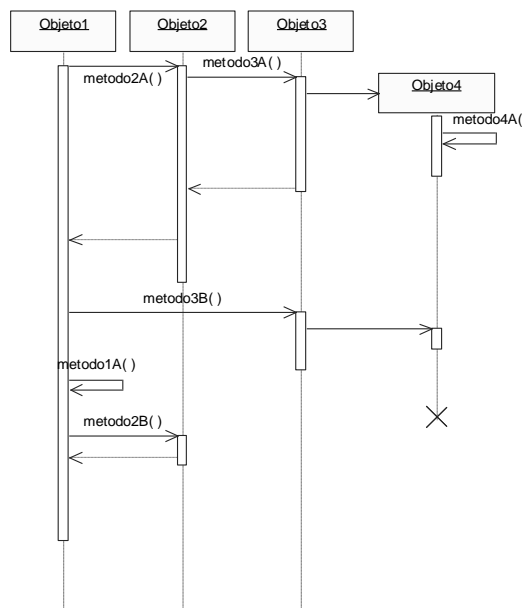 Objeto1
Objeto2
Objeto3
metodo3A( )
metodo2A( )
Objeto4
metodo4A(
metodo3B( )
metodo1A( )
metodo2B( )